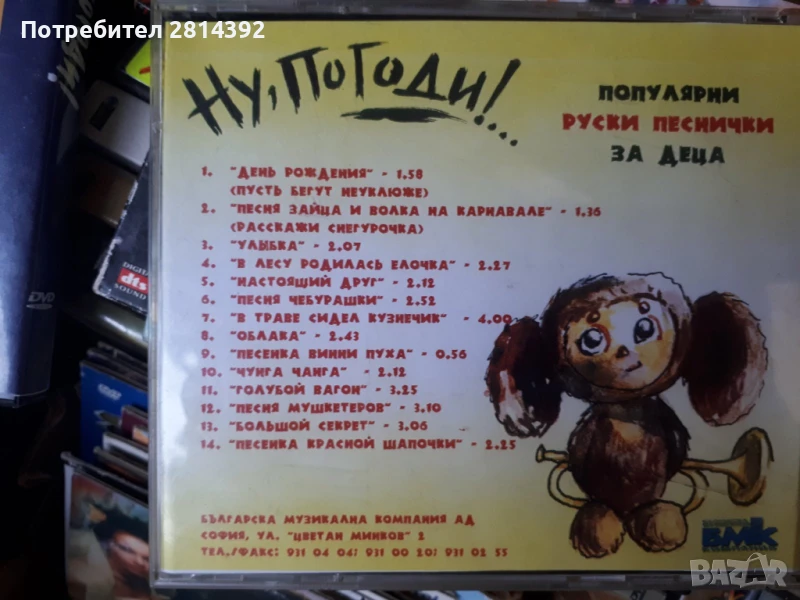 Потребител 2814392
НУ, ПОГОДИ!...
ПОПУЛЯРНИ
РУСКИ ПЕСНИЧКИ
ЗА ДЕЦА
1. "ДЕНЬ РОЖДЕНИЯ" - 1.58
(ПУСТЬ БЕГУТ НЕУКЛЮЖЕ)
2. "ПЕСНЯ ЗАЙЦА И ВОЛКА НА КАРНАВАЛЕ" - 1.36
(РАССКАЖИ СНЕГУРОЧКА)
3. "УЛЫБКА" - 2.07
4. "В ЛЕСУ РОДИЛАСЬ ЕЛОЧКА" - 2.27
5. "НАСТОЯЩИЙ ДРУГ" - 2.12
6. "ПЕСНЯ ЧЕБУРАШКИ" - 2.52
7. "В ТРАВЕ СИДЕЛ КУЗНЕЧИК" - 4.00
8. "ОБЛАКА" - 2.43
9. "ПЕСЕНКА ВИННИ ПУХА" - 0.56
10. "ЧУНГА ЧАНГА" - 2.12
11. "ГОЛУБОЙ ВАГОН" - 3.25
12. "ПЕСНЯ МУШКЕТЕРОВ" - 3.10
13. "БОЛЬШОЙ СЕКРЕТ" - 3.06
14. "ПЕСЕНКА КРАСНОЙ ШАПОЧКИ" - 2.25
БЪЛГАРСКА МУЗИКАЛНА КОМПАНИЯ АД
СОФИЯ, УЛ. "ЦВЕТАН МИНКОВ" 2
ТЕЛ./ФАКС: 931 04 04; 931 00 20; 931 02 55
БМК
DIGITAL
dts
SOUND
DVD
BAZAR